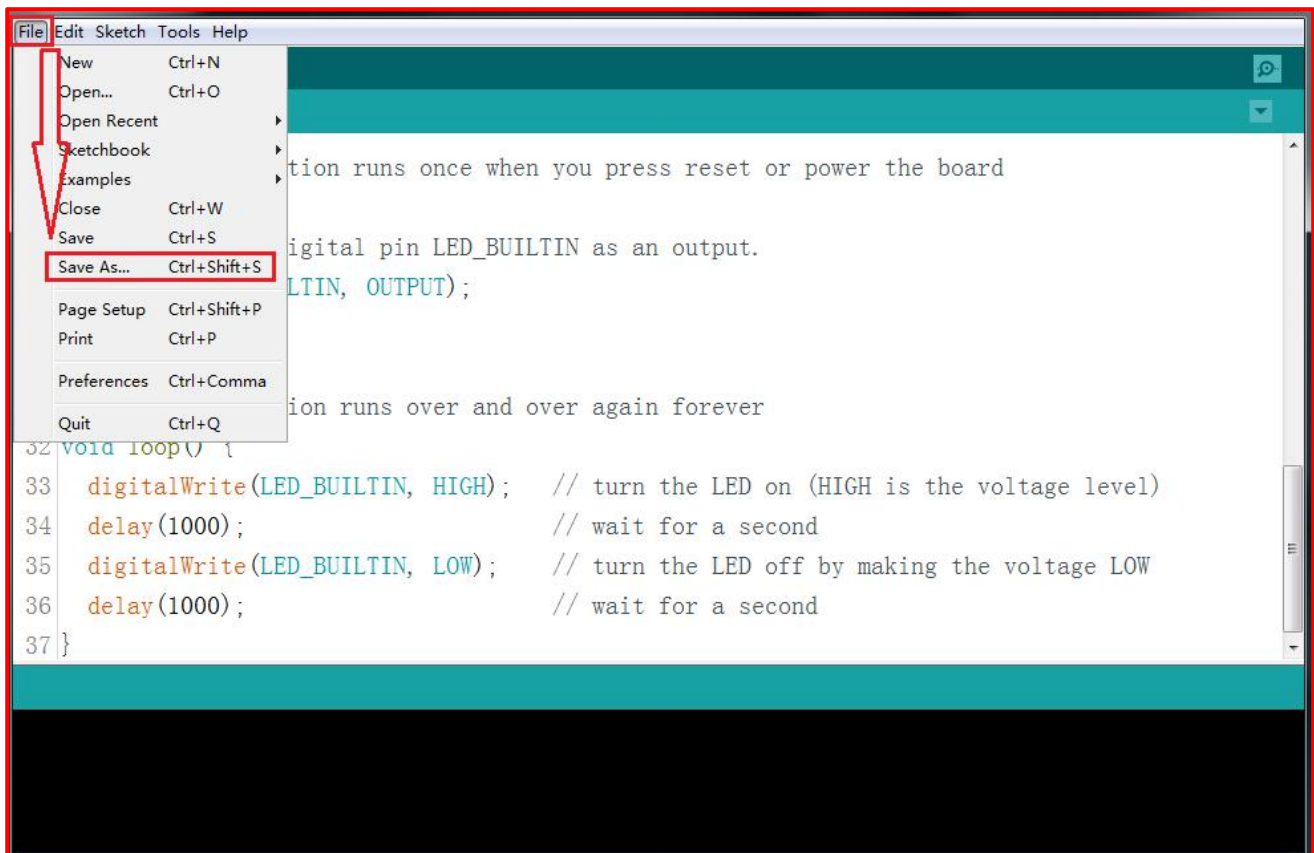 File Edit Sketch Tools Help
New Ctrl+N
Open... Ctrl+O
Open Recent
Sketchbook
Examples
Close Ctrl+W
Save Ctrl+S
Save As... Ctrl+Shift+S
Page Setup Ctrl+Shift+P
Print Ctrl+P
Preferences Ctrl+Comma
Quit Ctrl+Q
tion runs once when you press reset or power the board
igital pin LED_BUILTIN as an output.
LTIN, OUTPUT);
ion runs over and over again forever
32 void loop() {
33 digitalWrite(LED_BUILTIN, HIGH); // turn the LED on (HIGH is the voltage level)
34 delay(1000); // wait for a second
35 digitalWrite(LED_BUILTIN, LOW); // turn the LED off by making the voltage LOW
36 delay(1000); // wait for a second
37 }